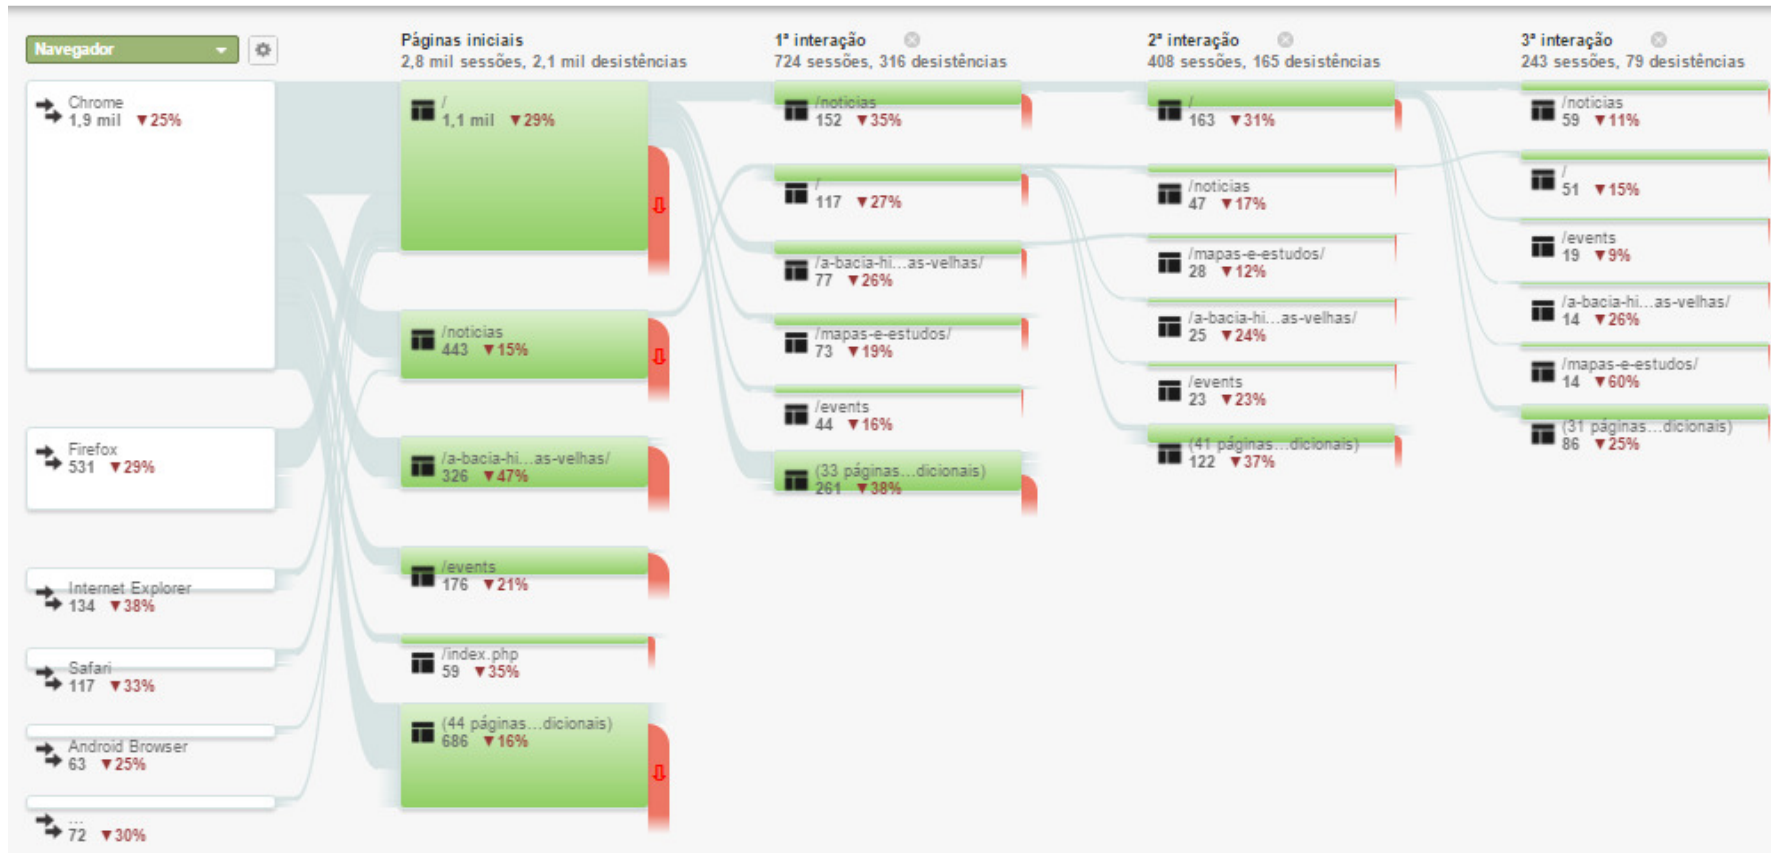 Navegador
Chrome
1,9 mil ▼25%
Firefox
531 ▼29%
Internet Explorer
134 ▼38%
Safari
117 ▼33%
Android Browser
63 ▼25%
...
72 ▼30%
Páginas iniciais
2,8 mil sessões, 2,1 mil desistências
/
1,1 mil ▼29%
/noticias
443 ▼15%
/a-bacia-hi...as-velhas/
326 ▼47%
/events
176 ▼21%
/index.php
59 ▼35%
(44 páginas...dicionais)
686 ▼16%
1ª interação
724 sessões, 316 desistências
/noticias
152 ▼35%
/
117 ▼27%
/a-bacia-hi...as-velhas/
77 ▼26%
/mapas-e-estudos/
73 ▼19%
/events
44 ▼16%
(33 páginas...dicionais)
261 ▼38%
2ª interação
408 sessões, 165 desistências
/
163 ▼31%
/noticias
47 ▼17%
/mapas-e-estudos/
28 ▼12%
/a-bacia-hi...as-velhas/
25 ▼24%
/events
23 ▼23%
(41 páginas...dicionais)
122 ▼37%
3ª interação
243 sessões, 79 desistências
/noticias
59 ▼11%
/
51 ▼15%
/events
19 ▼9%
/a-bacia-hi...as-velhas/
14 ▼26%
/mapas-e-estudos/
14 ▼60%
(31 páginas...dicionais)
86 ▼25%